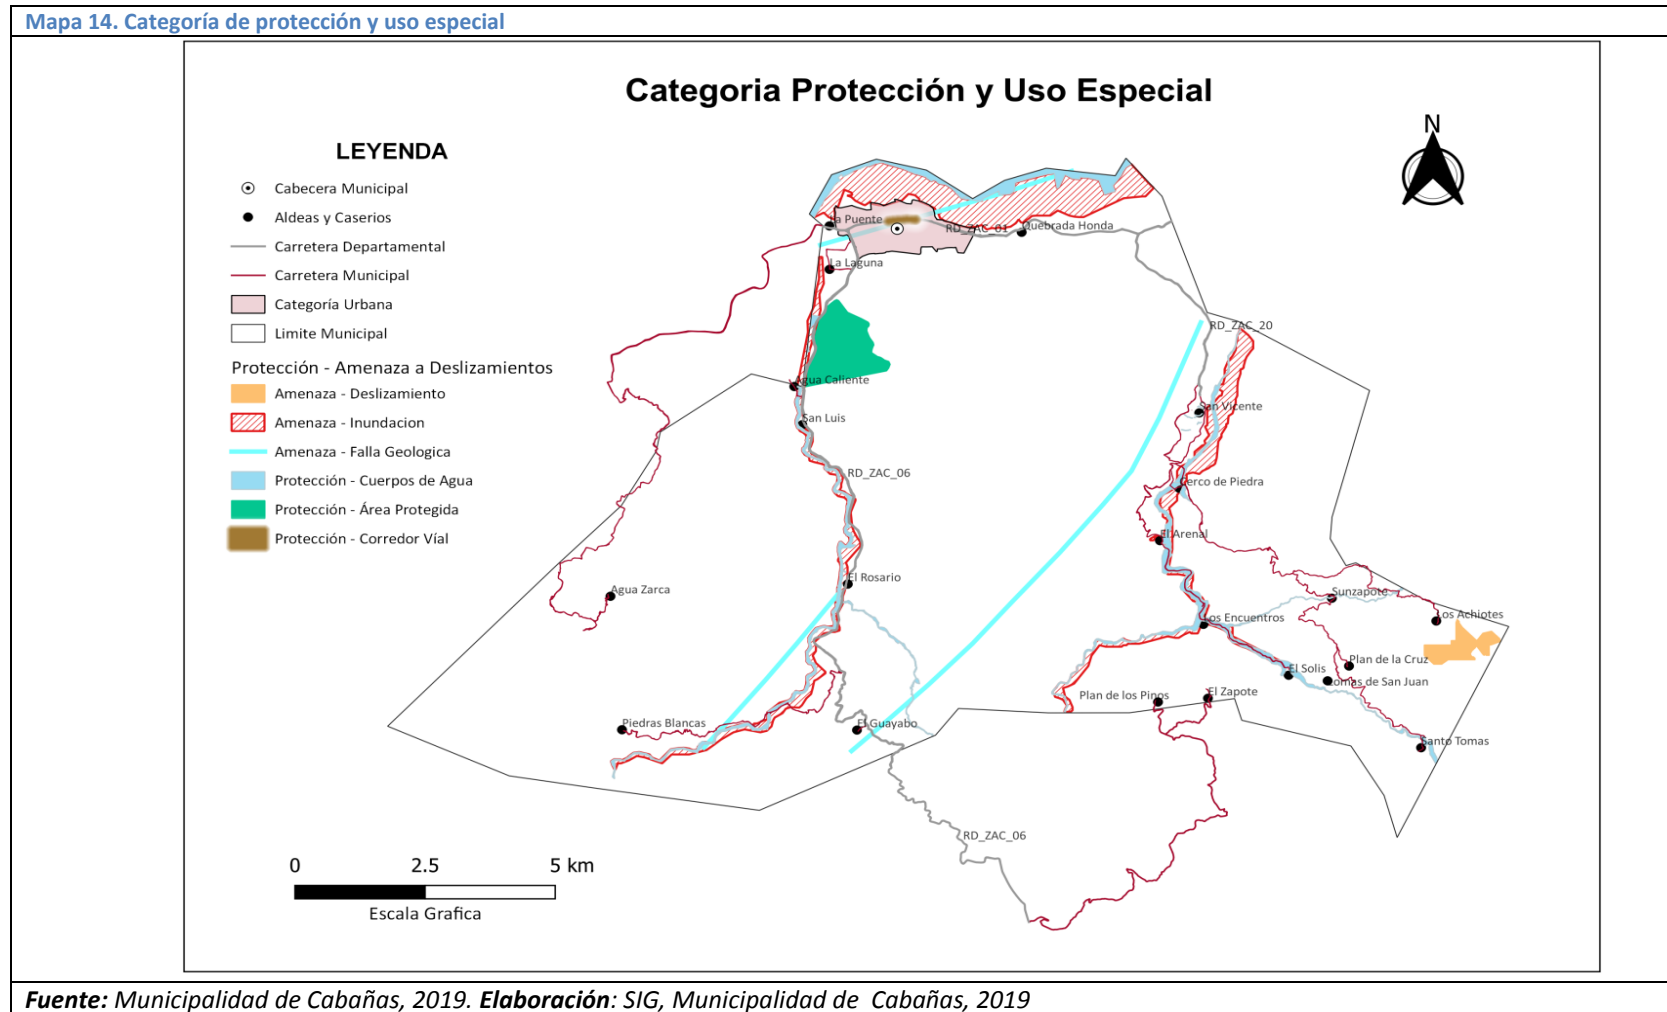 Mapa 14. Categoría de protección y uso especial
Categoria Protección y Uso Especial
N
LEYENDA
Cabecera Municipal
Aldeas y Caserios
Carretera Departamental
Carretera Municipal
Categoría Urbana
Limite Municipal
Protección - Amenaza a Deslizamientos
Amenaza - Deslizamiento
Amenaza - Inundacion
Amenaza - Falla Geologica
Protección - Cuerpos de Agua
Protección - Área Protegida
Protección - Corredor Víal
La Puente
RD_ZAC_01
Quebrada Honda
La Laguna
RD_ZAC_20
Agua Caliente
San Luis
San Vicente
RD_ZAC_06
Cerco de Piedra
El Arenal
El Rosario
Agua Zarca
Sunzapote
Los Achiotes
Los Encuentros
Plan de la Cruz
El Solis
Lomas de San Juan
Plan de los Pinos
El Zapote
Piedras Blancas
El Guayabo
Santo Tomas
RD_ZAC_06
0 2.5 5 km
Escala Grafica
Fuente: Municipalidad de Cabañas, 2019. Elaboración: SIG, Municipalidad de Cabañas, 2019